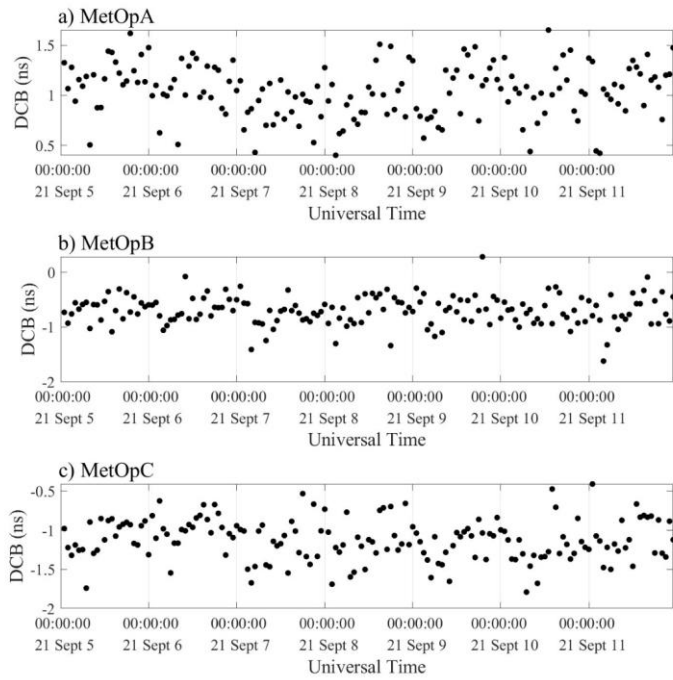 a) MetOpA
1.5
1
0.5
DCB (ns)
00:00:00 00:00:00 00:00:00 00:00:00 00:00:00 00:00:00 00:00:00
21 Sept 5 21 Sept 6 21 Sept 7 21 Sept 8 21 Sept 9 21 Sept 10 21 Sept 11
Universal Time
b) MetOpB
0
-1
-2
DCB (ns)
00:00:00 00:00:00 00:00:00 00:00:00 00:00:00 00:00:00 00:00:00
21 Sept 5 21 Sept 6 21 Sept 7 21 Sept 8 21 Sept 9 21 Sept 10 21 Sept 11
Universal Time
c) MetOpC
-0.5
-1
-1.5
-2
DCB (ns)
00:00:00 00:00:00 00:00:00 00:00:00 00:00:00 00:00:00 00:00:00
21 Sept 5 21 Sept 6 21 Sept 7 21 Sept 8 21 Sept 9 21 Sept 10 21 Sept 11
Universal Time